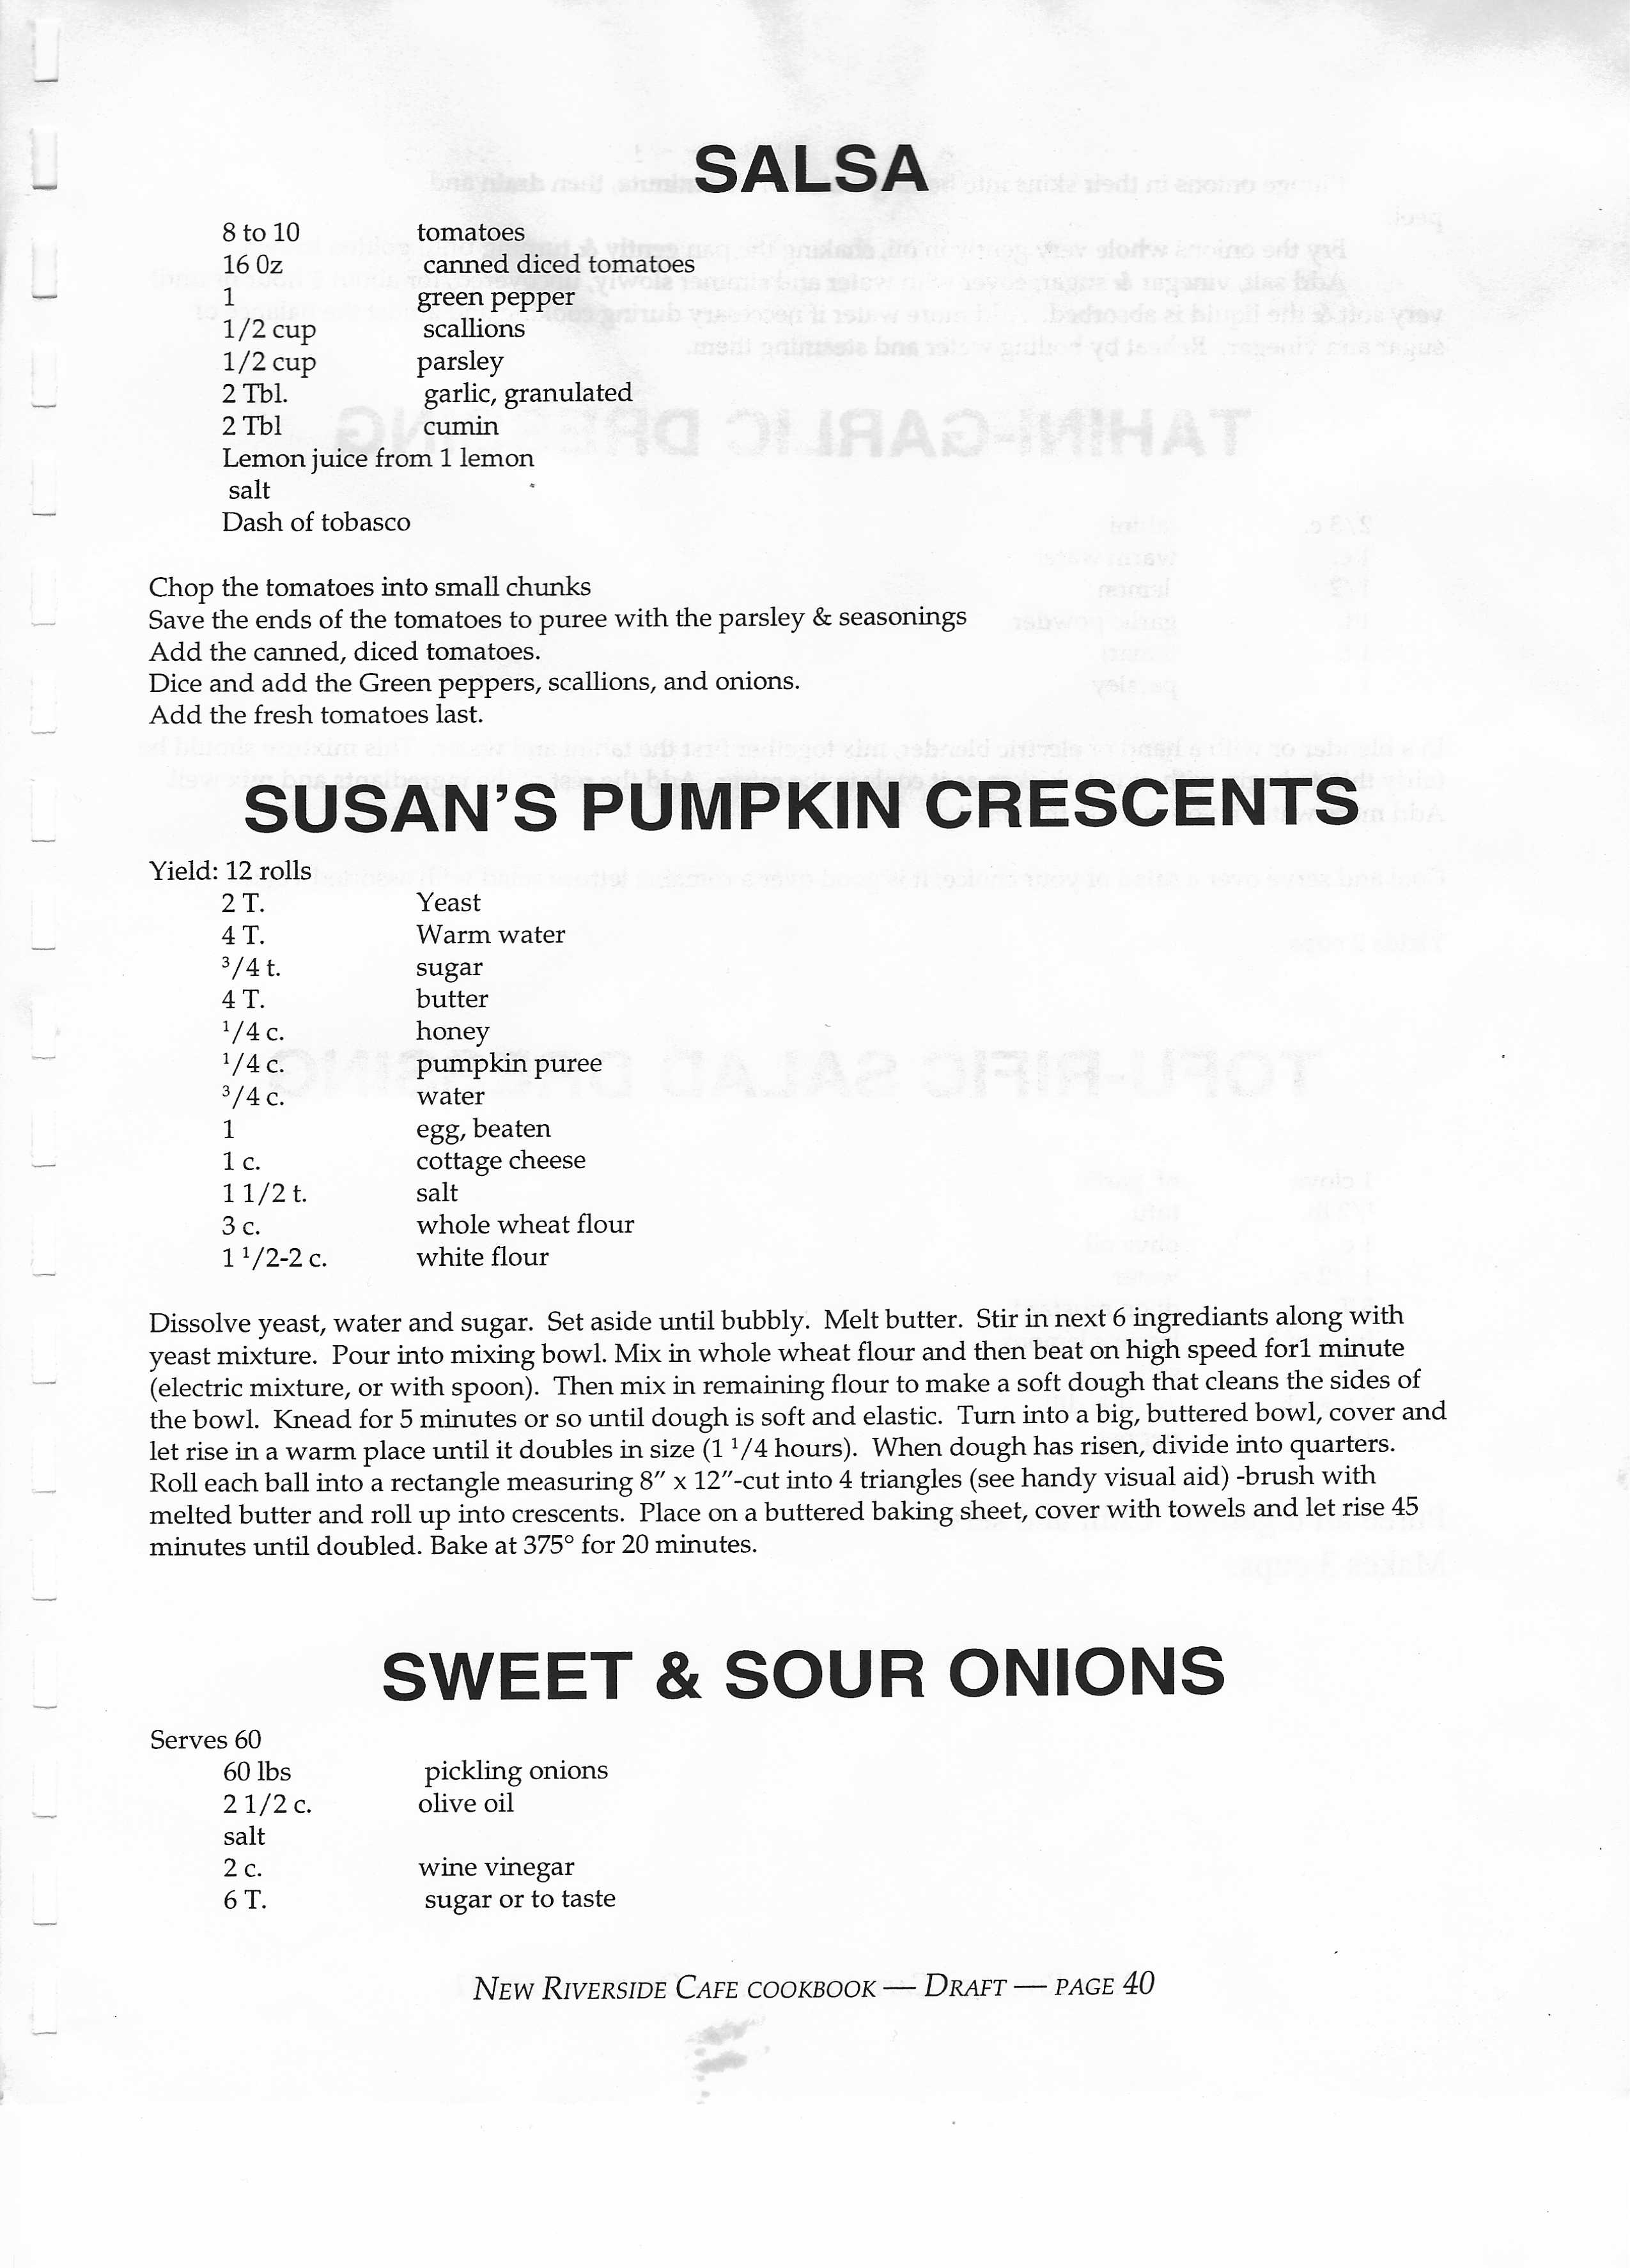 SALSA
8 to 10 tomatoes
16 Oz canned diced tomatoes
1 green pepper
1/2 cup scallions
1/2 cup parsley
2 Tbl. garlic, granulated
2 Tbl cumin
Lemon juice from 1 lemon
salt
Dash of tobasco
Chop the tomatoes into small chunks
Save the ends of the tomatoes to puree with the parsley & seasonings
Add the canned, diced tomatoes.
Dice and add the Green peppers, scallions, and onions.
Add the fresh tomatoes last.
SUSAN'S PUMPKIN CRESCENTS
Yield: 12 rolls
2 T. Yeast
4 T. Warm water
3/4 t. sugar
4 T. butter
1/4 c. honey
1/4 c. pumpkin puree
3/4 c. water
1 egg, beaten
1 c. cottage cheese
1 1/2 t. salt
3 c. whole wheat flour
1 1/2-2 c. white flour
Dissolve yeast, water and sugar. Set aside until bubbly. Melt butter. Stir in next 6 ingrediants along with
yeast mixture. Pour into mixing bowl. Mix in whole wheat flour and then beat on high speed for1 minute
(electric mixture, or with spoon). Then mix in remaining flour to make a soft dough that cleans the sides of
the bowl. Knead for 5 minutes or so until dough is soft and elastic. Turn into a big, buttered bowl, cover and
let rise in a warm place until it doubles in size (1 1/4 hours). When dough has risen, divide into quarters.
Roll each ball into a rectangle measuring 8″ x 12″-cut into 4 triangles (see handy visual aid) -brush with
melted butter and roll up into crescents. Place on a buttered baking sheet, cover with towels and let rise 45
minutes until doubled. Bake at 375° for 20 minutes.
SWEET & SOUR ONIONS
Serves 60
60 lbs pickling onions
2 1/2 c. olive oil
salt
2 c. wine vinegar
6 T. sugar or to taste
NEW RIVERSIDE CAFE COOKBOOK — DRAFT — PAGE 40